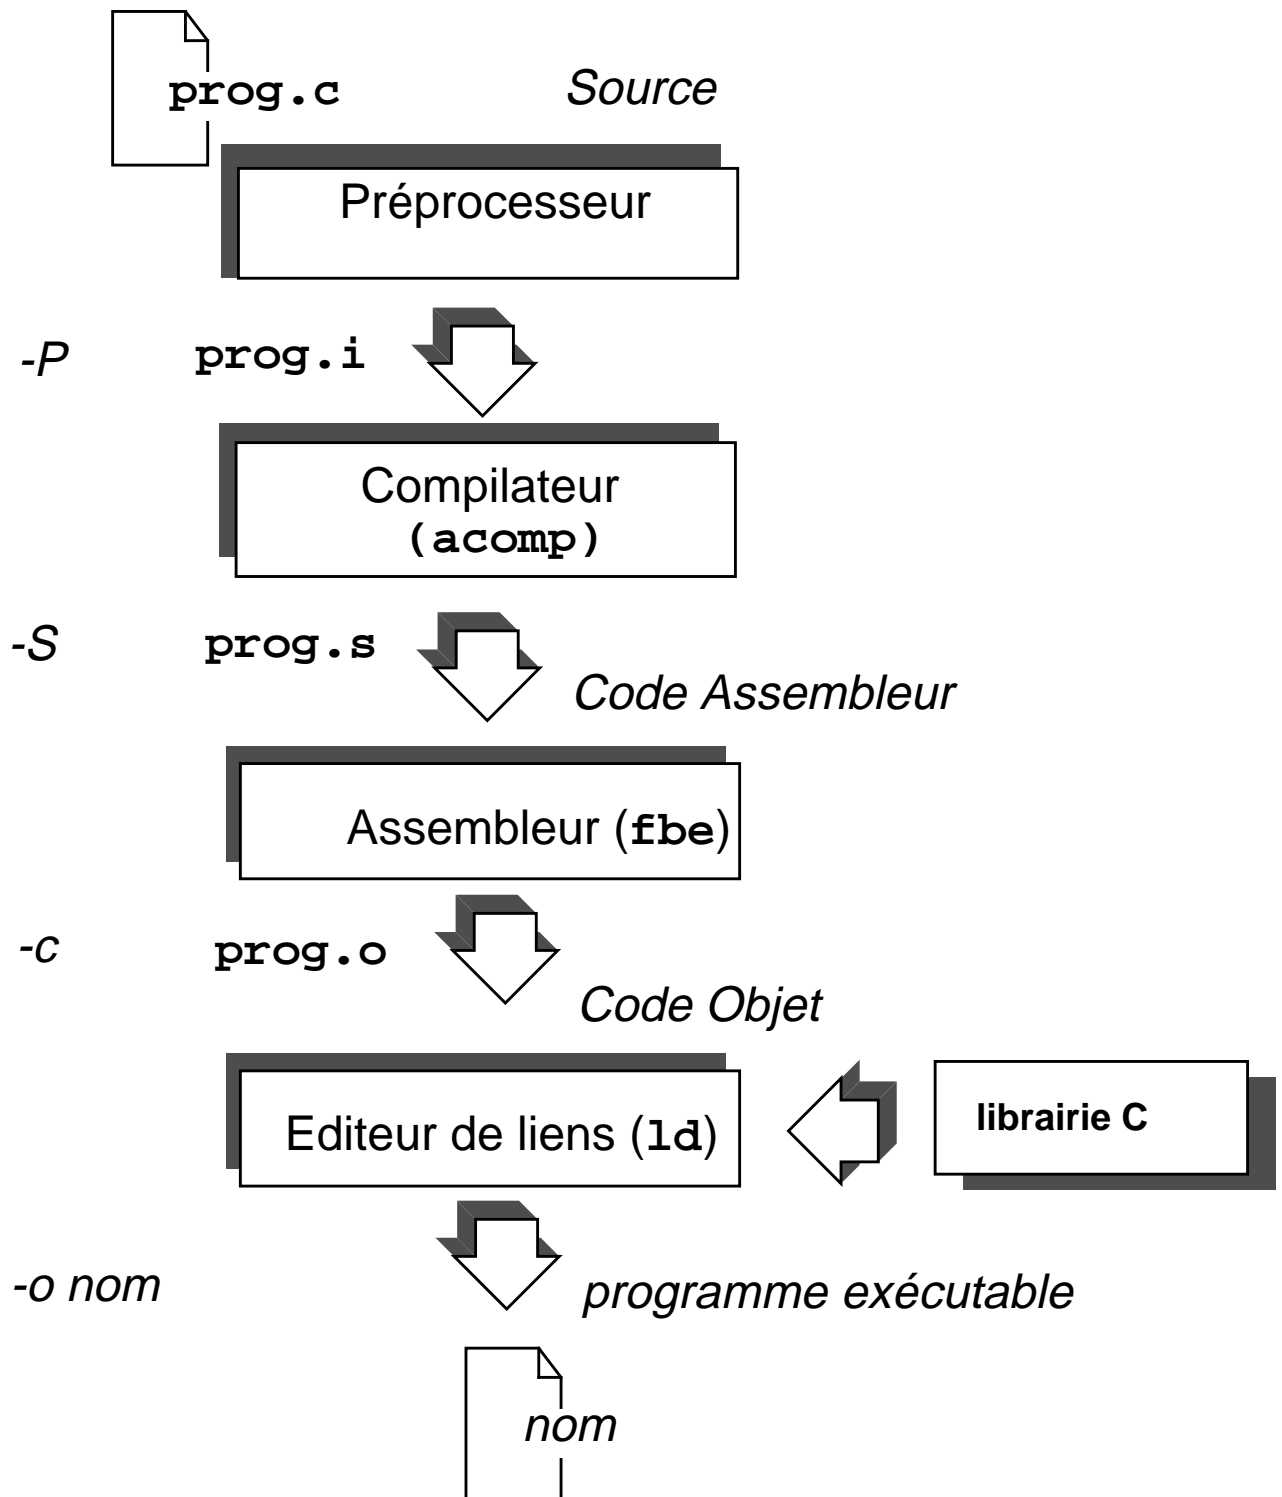 prog.c Source
Préprocesseur
-P prog.i
Compilateur
(acomp)
-S prog.s
Code Assembleur
Assembleur (fbe)
-c prog.o
Code Objet
Editeur de liens (ld)
librairie C
-o nom
programme exécutable
nom